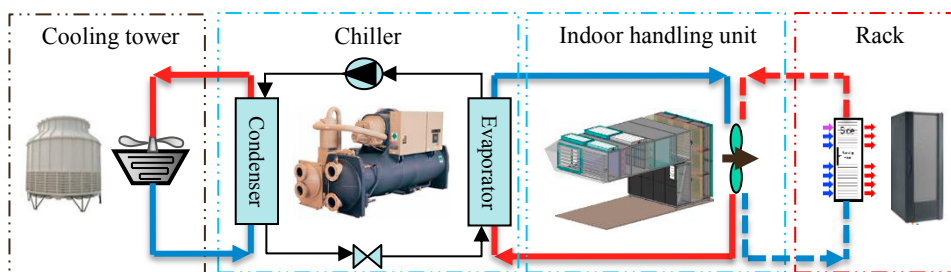 Cooling tower
Chiller
Indoor handling unit
Rack
Condenser
Evaporator